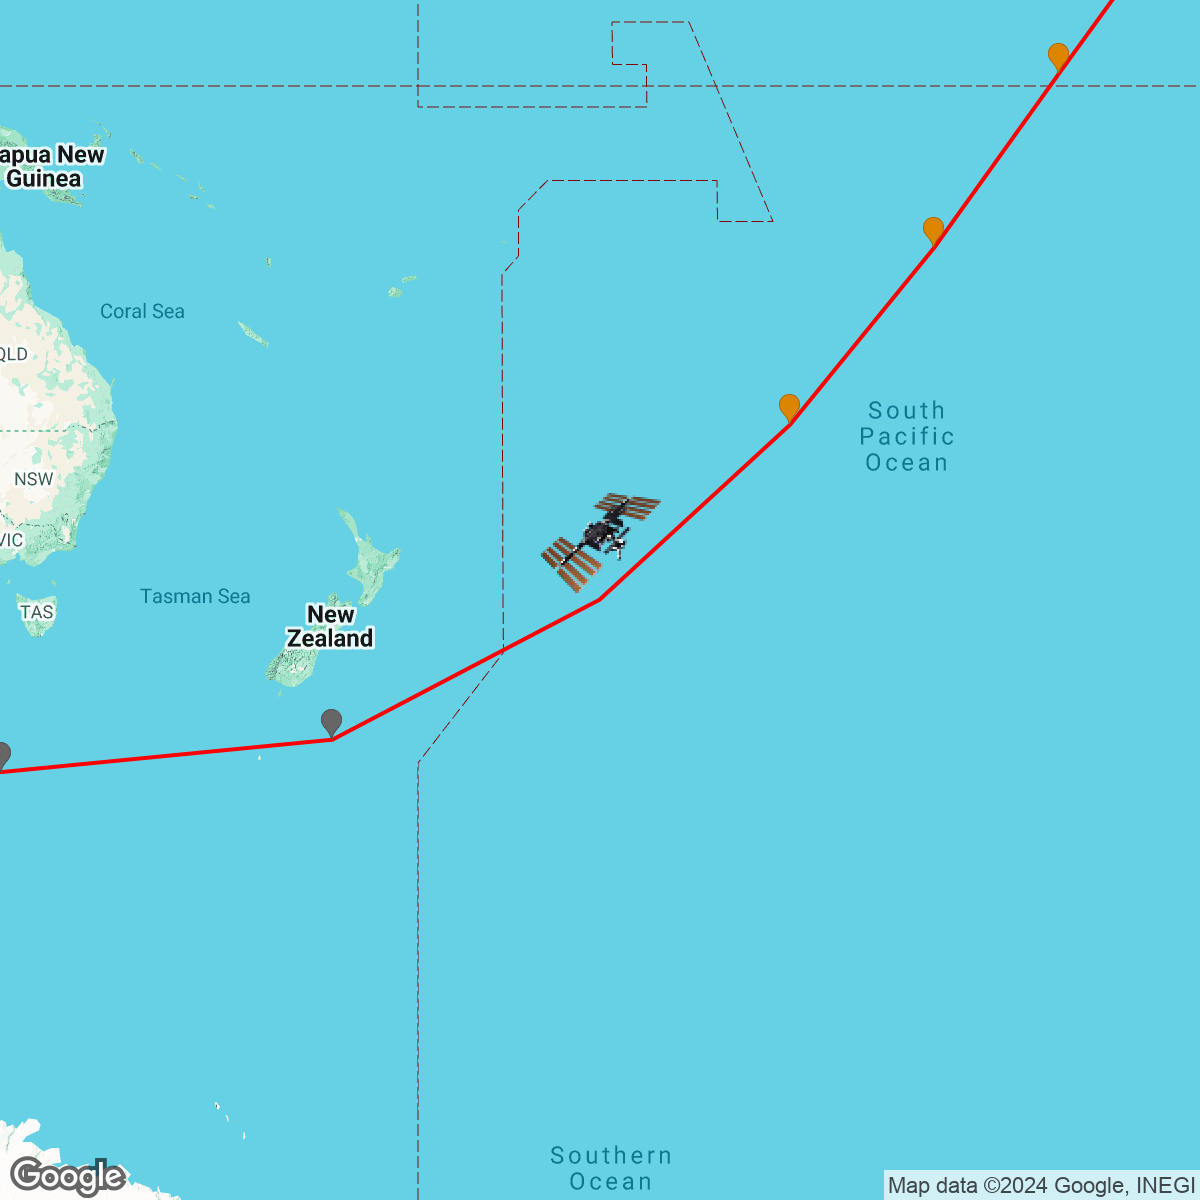 apua New
Guinea
Coral Sea
QLD
South
Pacific
Ocean
NSW
VIC
Tasman Sea
TAS
New
Zealand
Southern
Ocean
Google
Map data ©2024 Google, INEGI